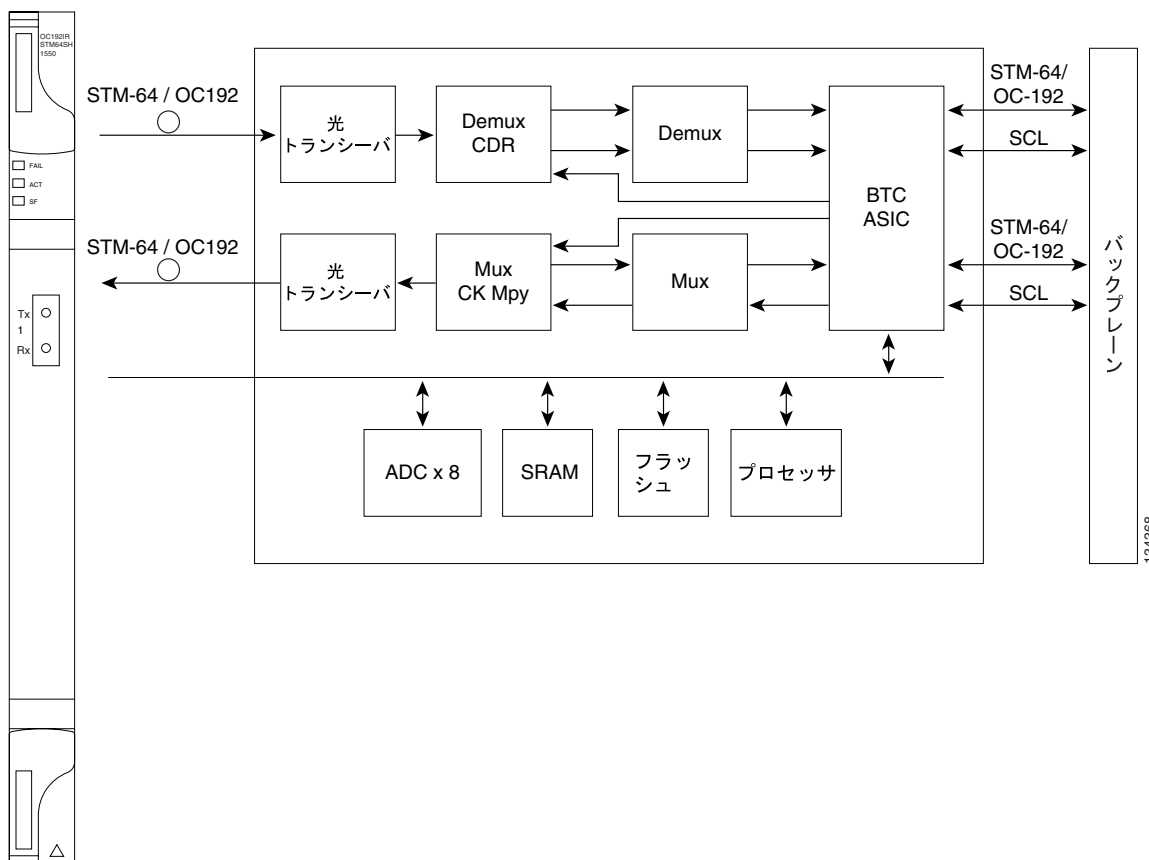 OC192IR
STM64SH
1550
FAIL
ACT
SF
Tx
1
Rx
STM-64 / OC192
STM-64 / OC192
光
トランシーバ
Demux
CDR
Demux
BTC
ASIC
光
トランシーバ
Mux
CK Mpy
Mux
ADC x 8
SRAM
フラッ
シュ
プロセッサ
STM-64/
OC-192
SCL
STM-64/
OC-192
SCL
バックプレーン